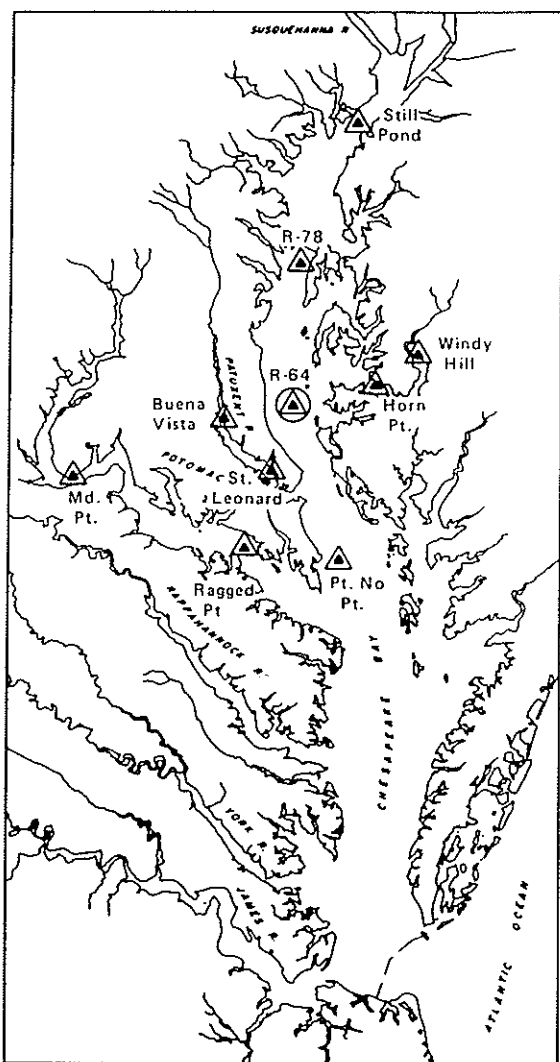 SUSQUEHANNA R
Still
Pond
R-78
Windy
Hill
PATUXENT R.
R-64
Buena
Vista
Horn
Pt.
POTOMAC R.
St.
Leonard
Md.
Pt.
Ragged
Pt
Pt. No
Pt.
RAPPAHANNOCK R.
CHESAPEAKE BAY
YORK R.
JAMES R.
ATLANTIC OCEAN